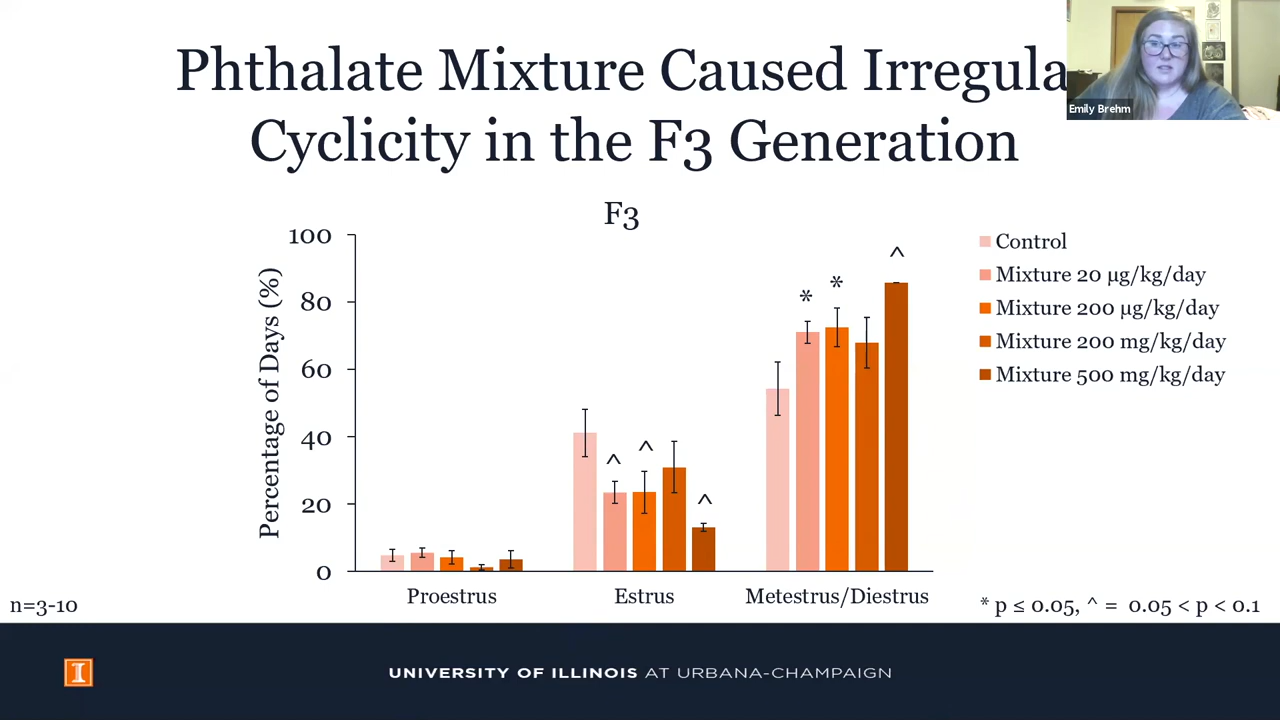 Phthalate Mixture Caused Irregula
Cyclicity in the F3 Generation
Emily Brehm
F3
Percentage of Days (%)
100
80
60
40
20
0
^
^
^
*
*
^
Proestrus
Estrus
Metestrus/Diestrus
Control
Mixture 20 µg/kg/day
Mixture 200 µg/kg/day
Mixture 200 mg/kg/day
Mixture 500 mg/kg/day
n=3-10
* p ≤ 0.05, ^ = 0.05 < p < 0.1
I
UNIVERSITY OF ILLINOIS AT URBANA-CHAMPAIGN